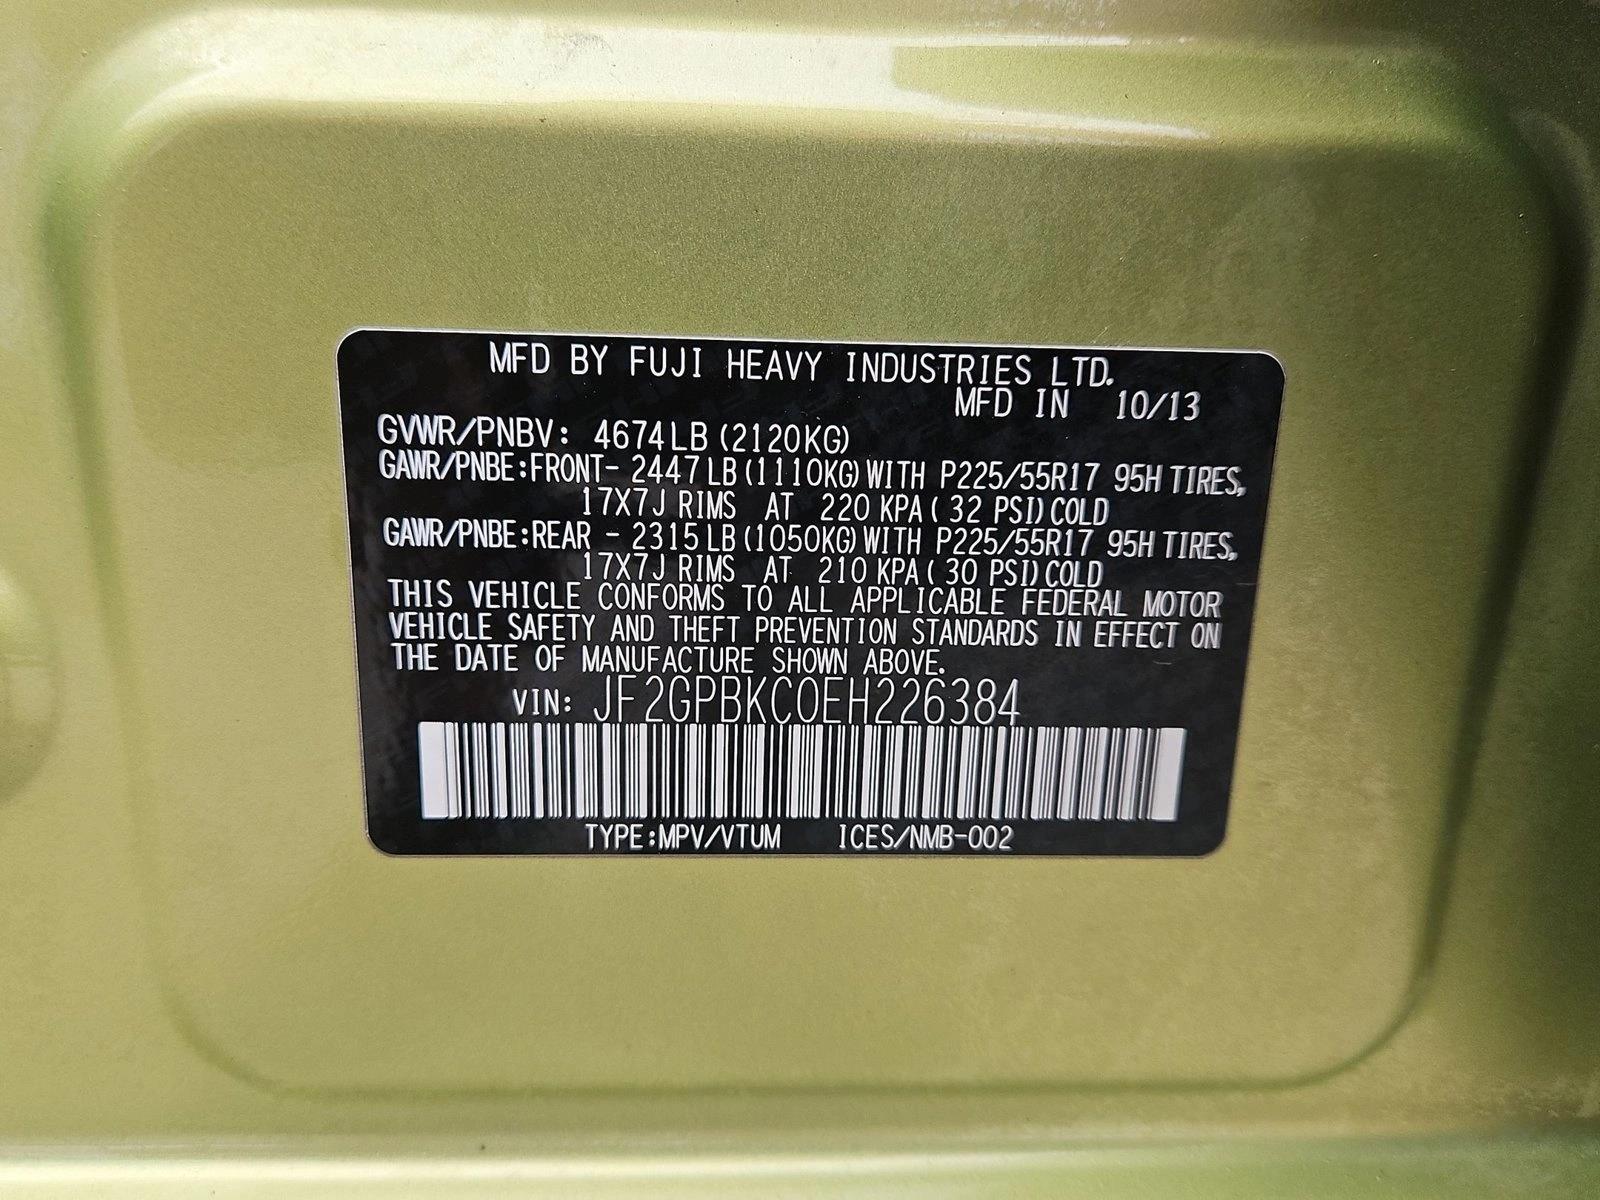 MFD BY FUJI HEAVY INDUSTRIES LTD.
MFD IN 10/13
GVWR/PNBV: 4674LB (2120KG)
GAWR/PNBE:FRONT- 2447LB (1110KG) WITH P225/55R17 95H TIRES,
17X7J RIMS AT 220 KPA ( 32 PSI) COLD
GAWR/PNBE:REAR - 2315LB (1050KG) WITH P225/55R17 95H TIRES,
17X7J RIMS AT 210 KPA ( 30 PSI) COLD
THIS VEHICLE CONFORMS TO ALL APPLICABLE FEDERAL MOTOR
VEHICLE SAFETY AND THEFT PREVENTION STANDARDS IN EFFECT ON
THE DATE OF MANUFACTURE SHOWN ABOVE.
VIN: JF2GPBKC0EH226384
TYPE:MPV/VTUM ICES/NMB-002